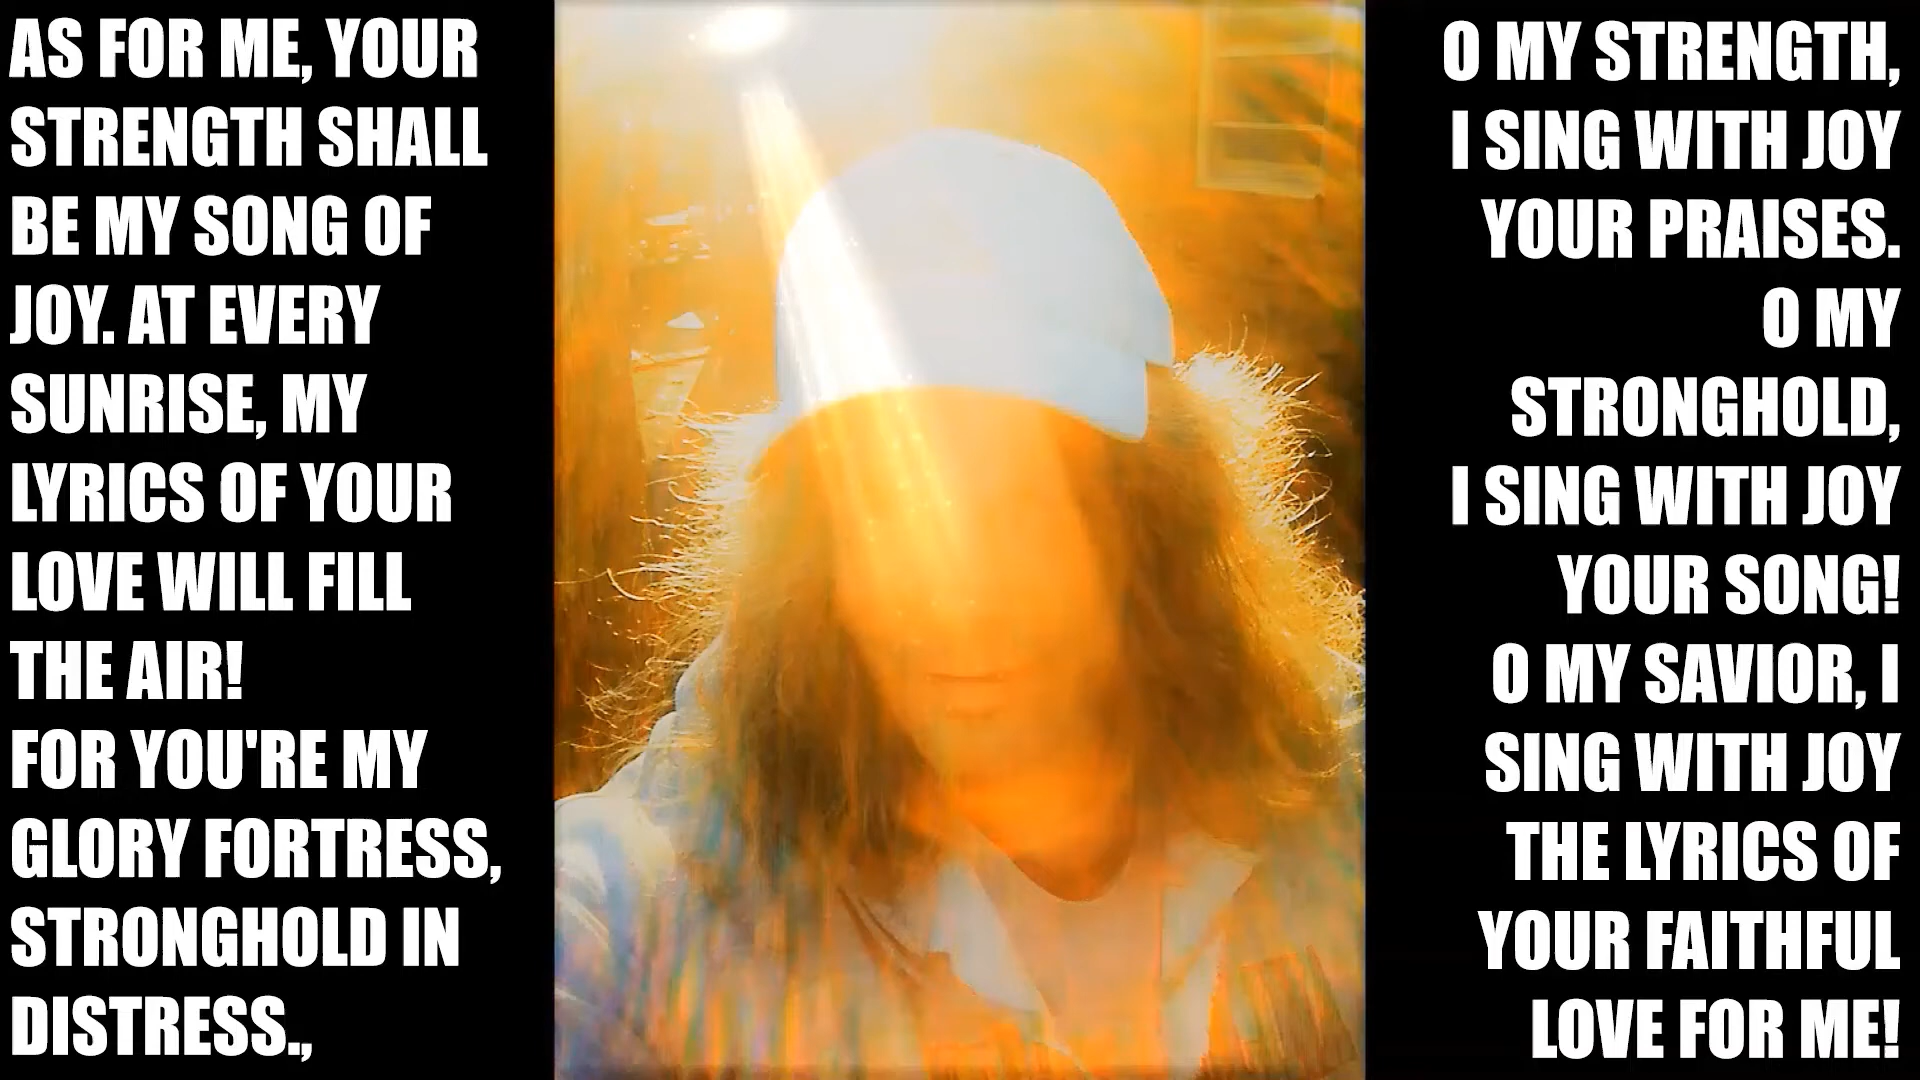 AS FOR ME, YOUR
STRENGTH SHALL
BE MY SONG OF
JOY. AT EVERY
SUNRISE, MY
LYRICS OF YOUR
LOVE WILL FILL
THE AIR!
FOR YOU'RE MY
GLORY FORTRESS,
STRONGHOLD IN
DISTRESS.,
O MY STRENGTH,
I SING WITH JOY
YOUR PRAISES.
O MY
STRONGHOLD,
I SING WITH JOY
YOUR SONG!
O MY SAVIOR, I
SING WITH JOY
THE LYRICS OF
YOUR FAITHFUL
LOVE FOR ME!